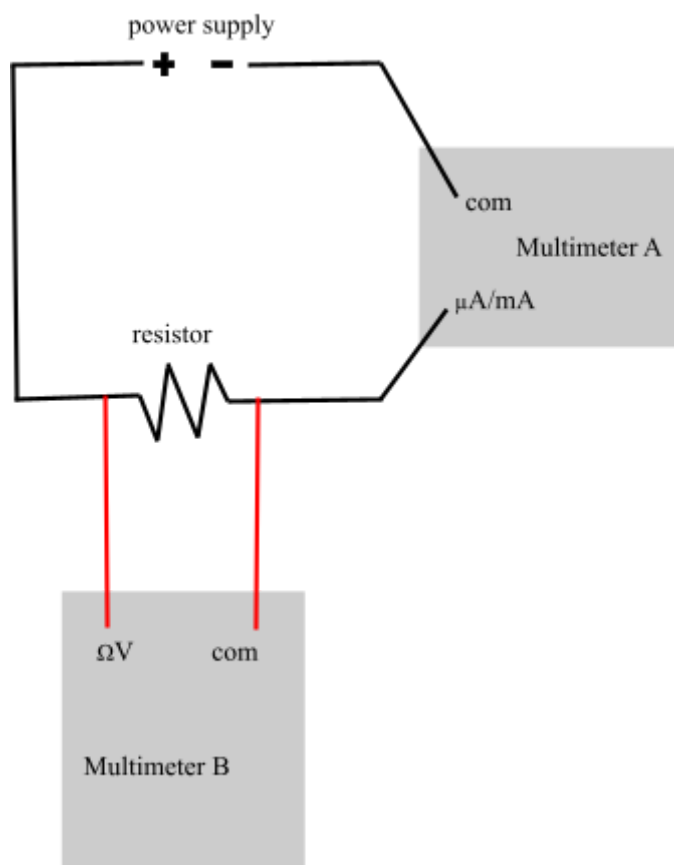 power supply
+ -
com
Multimeter A
µA/mA
resistor
ΩV com
Multimeter B